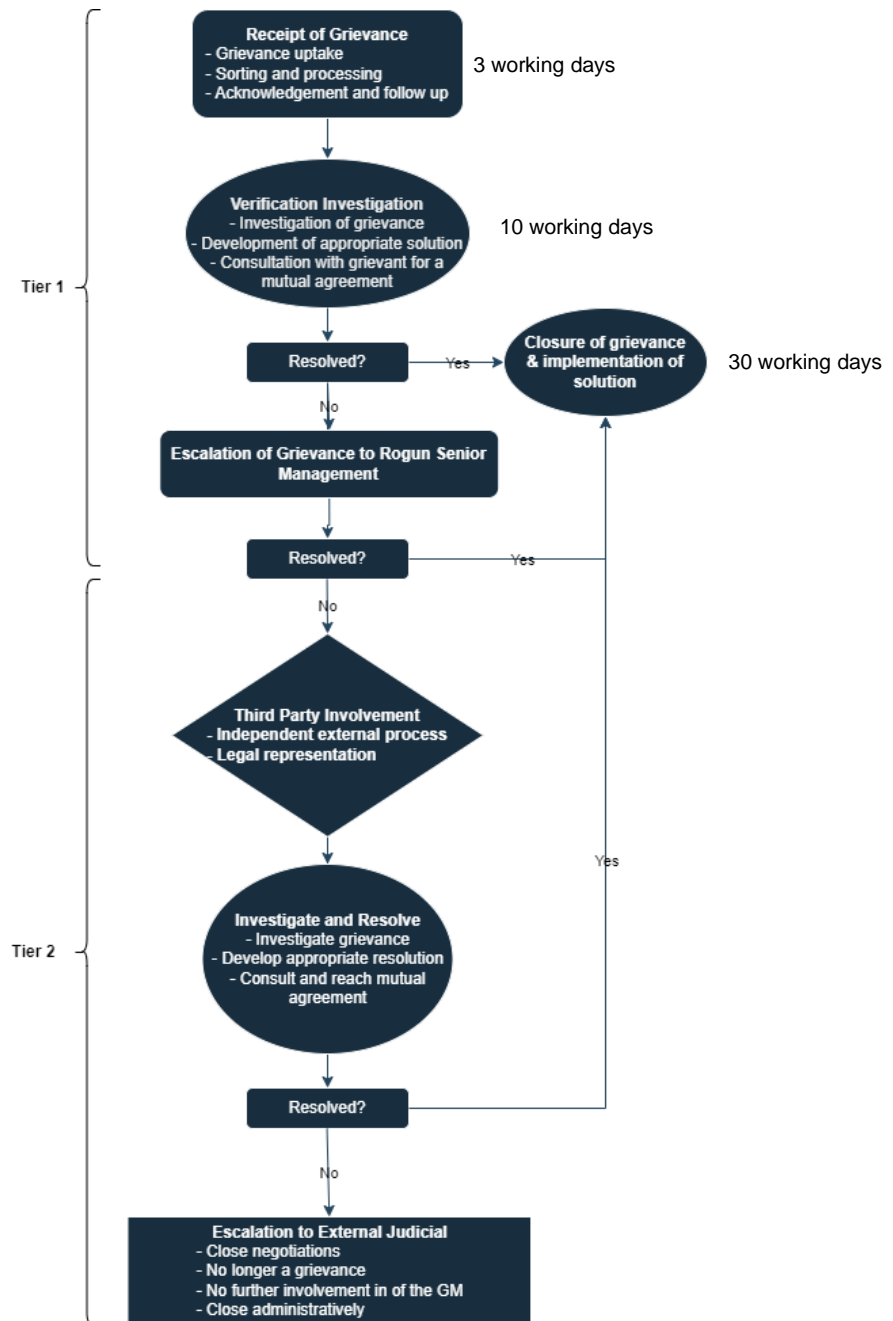 Receipt of Grievance
- Grievance uptake
- Sorting and processing
- Acknowledgement and follow up
3 working days
Verification Investigation
- Investigation of grievance
- Development of appropriate solution
- Consultation with grievant for a
mutual agreement
10 working days
Tier 1
Resolved?
Yes
Closure of grievance
& implementation of
solution
30 working days
No
Escalation of Grievance to Rogun Senior
Management
Resolved?
Yes
No
Third Party Involvement
- Independent external process
- Legal representation
Yes
Tier 2
Investigate and Resolve
- Investigate grievance
- Develop appropriate resolution
- Consult and reach mutual
agreement
Resolved?
No
Escalation to External Judicial
- Close negotiations
- No longer a grievance
- No further involvement in of the GM
- Close administratively